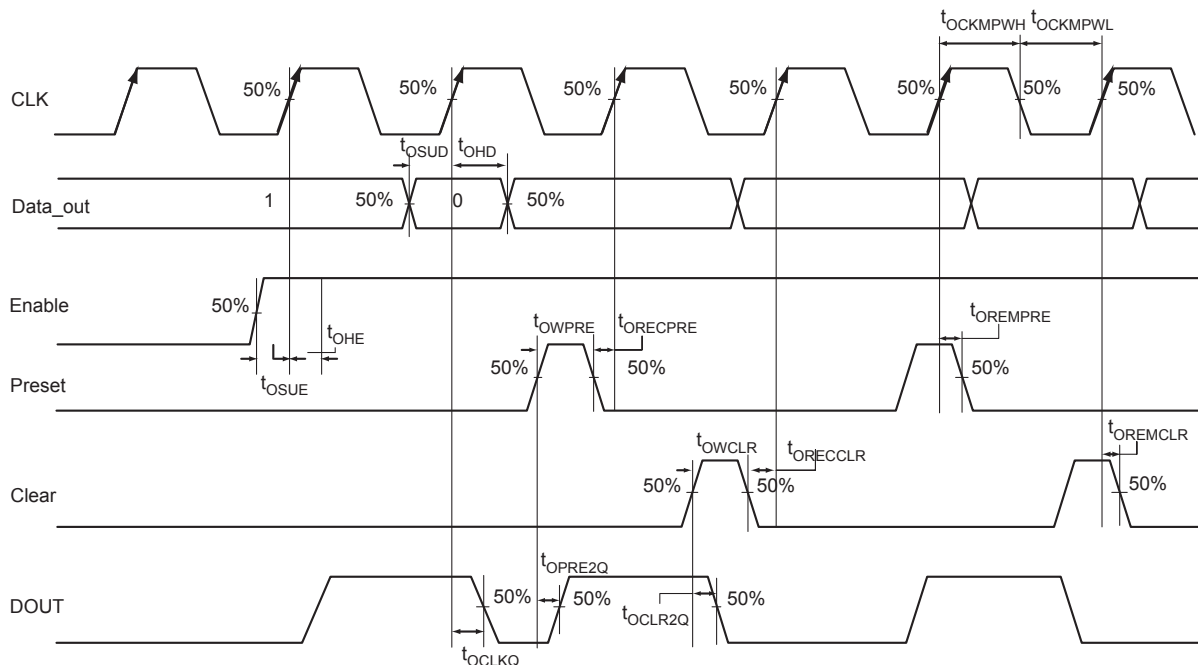 tOCKMPWH tOCKMPWL
CLK 50% 50% 50% 50% 50% 50% 50%
tOSUD tOHD
Data_out 1 50% 0 50%
Enable 50%
tOHE tOWPRE tORECPRE tOREMPRE
Preset tOSUE 50% 50% 50%
tOWCLR tORECCLR tOREMCLR
Clear 50% 50% 50%
tOPRE2Q
DOUT 50% 50% tOCLR2Q 50%
tOCLKQ